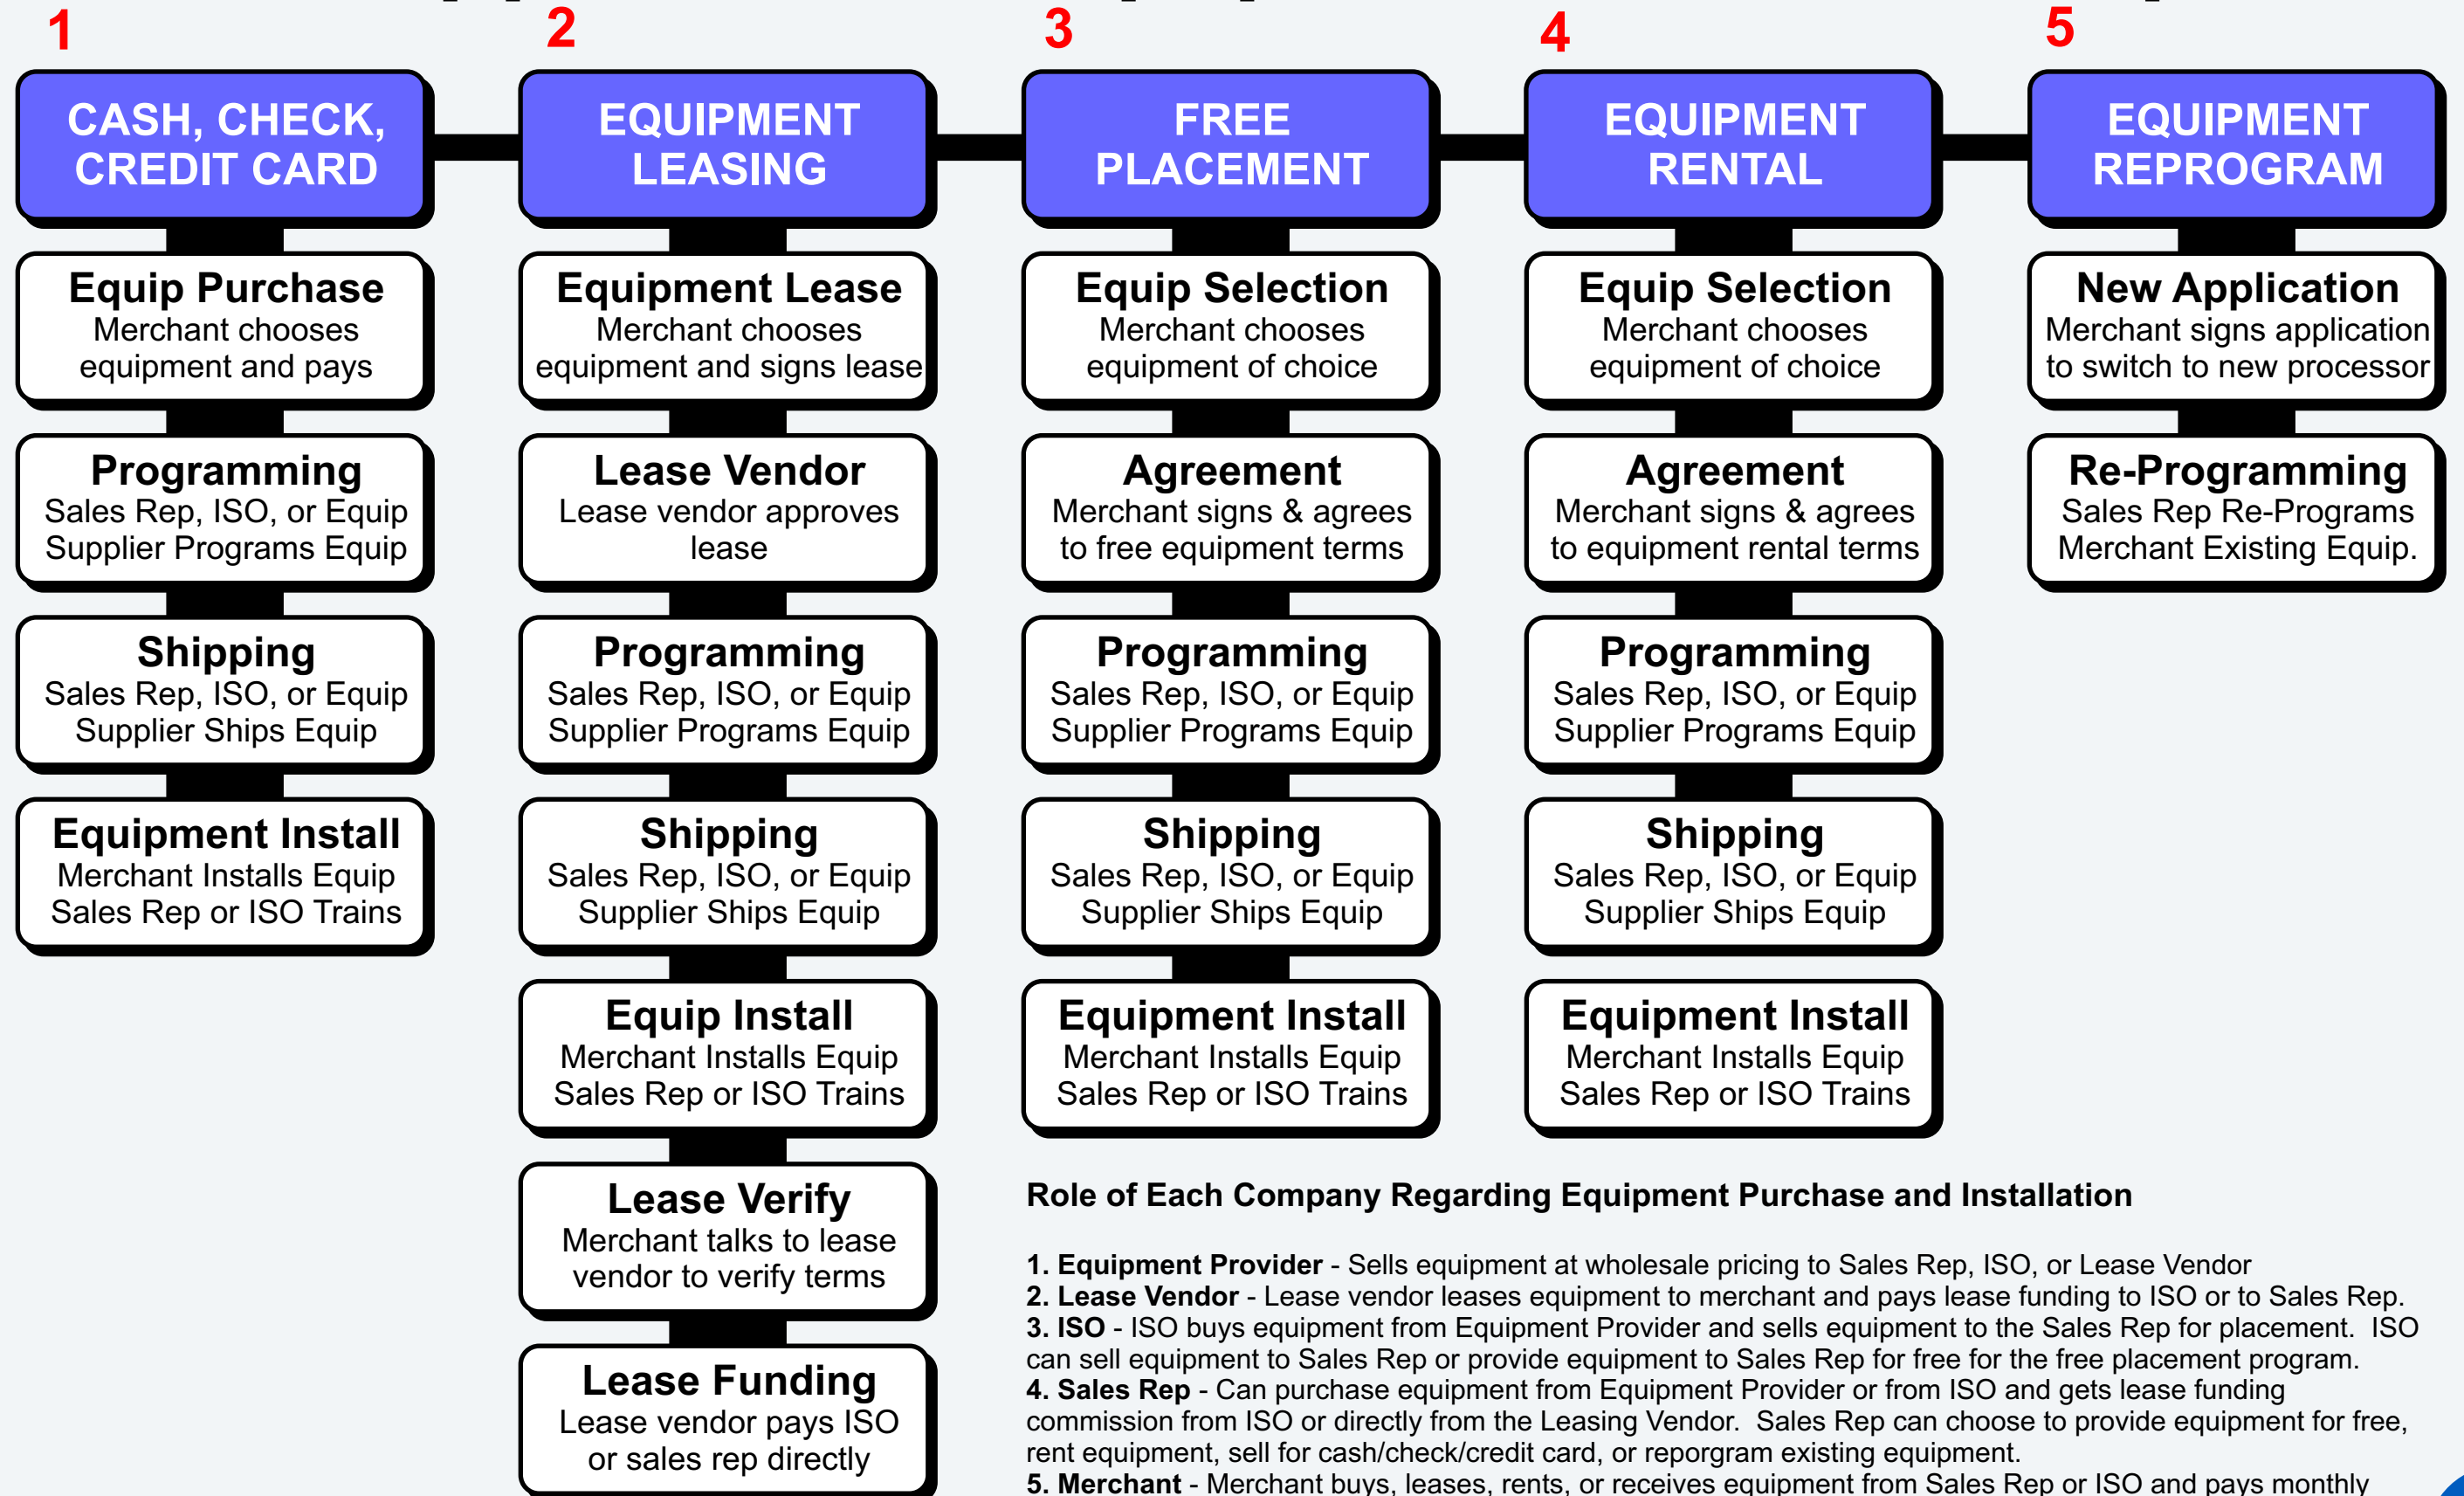 1
CASH, CHECK,
CREDIT CARD
Equip Purchase
Merchant chooses
equipment and pays
Programming
Sales Rep, ISO, or Equip
Supplier Programs Equip
Shipping
Sales Rep, ISO, or Equip
Supplier Ships Equip
Equipment Install
Merchant Installs Equip
Sales Rep or ISO Trains
2
EQUIPMENT
LEASING
Equipment Lease
Merchant chooses
equipment and signs lease
Lease Vendor
Lease vendor approves
lease
Programming
Sales Rep, ISO, or Equip
Supplier Programs Equip
Shipping
Sales Rep, ISO, or Equip
Supplier Ships Equip
Equip Install
Merchant Installs Equip
Sales Rep or ISO Trains
Lease Verify
Merchant talks to lease
vendor to verify terms
Lease Funding
Lease vendor pays ISO
or sales rep directly
3
FREE
PLACEMENT
Equip Selection
Merchant chooses
equipment of choice
Agreement
Merchant signs & agrees
to free equipment terms
Programming
Sales Rep, ISO, or Equip
Supplier Programs Equip
Shipping
Sales Rep, ISO, or Equip
Supplier Ships Equip
Equipment Install
Merchant Installs Equip
Sales Rep or ISO Trains
4
EQUIPMENT
RENTAL
Equip Selection
Merchant chooses
equipment of choice
Agreement
Merchant signs & agrees
to equipment rental terms
Programming
Sales Rep, ISO, or Equip
Supplier Programs Equip
Shipping
Sales Rep, ISO, or Equip
Supplier Ships Equip
Equipment Install
Merchant Installs Equip
Sales Rep or ISO Trains
5
EQUIPMENT
REPROGRAM
New Application
Merchant signs application
to switch to new processor
Re-Programming
Sales Rep Re-Programs
Merchant Existing Equip.
Role of Each Company Regarding Equipment Purchase and Installation
1. Equipment Provider - Sells equipment at wholesale pricing to Sales Rep, ISO, or Lease Vendor
2. Lease Vendor - Lease vendor leases equipment to merchant and pays lease funding to ISO or to Sales Rep.
3. ISO - ISO buys equipment from Equipment Provider and sells equipment to the Sales Rep for placement. ISO
can sell equipment to Sales Rep or provide equipment to Sales Rep for free for the free placement program.
4. Sales Rep - Can purchase equipment from Equipment Provider or from ISO and gets lease funding
commission from ISO or directly from the Leasing Vendor. Sales Rep can choose to provide equipment for free,
rent equipment, sell for cash/check/credit card, or reporgram existing equipment.
5. Merchant - Merchant buys, leases, rents, or receives equipment from Sales Rep or ISO and pays monthly